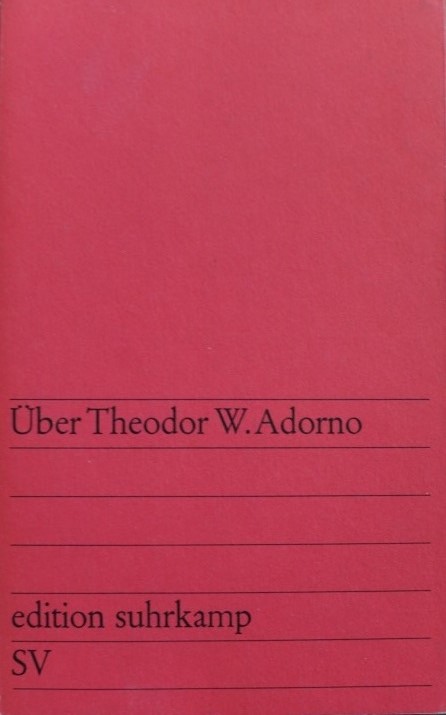 Über Theodor W. Adorno
edition suhrkamp
SV